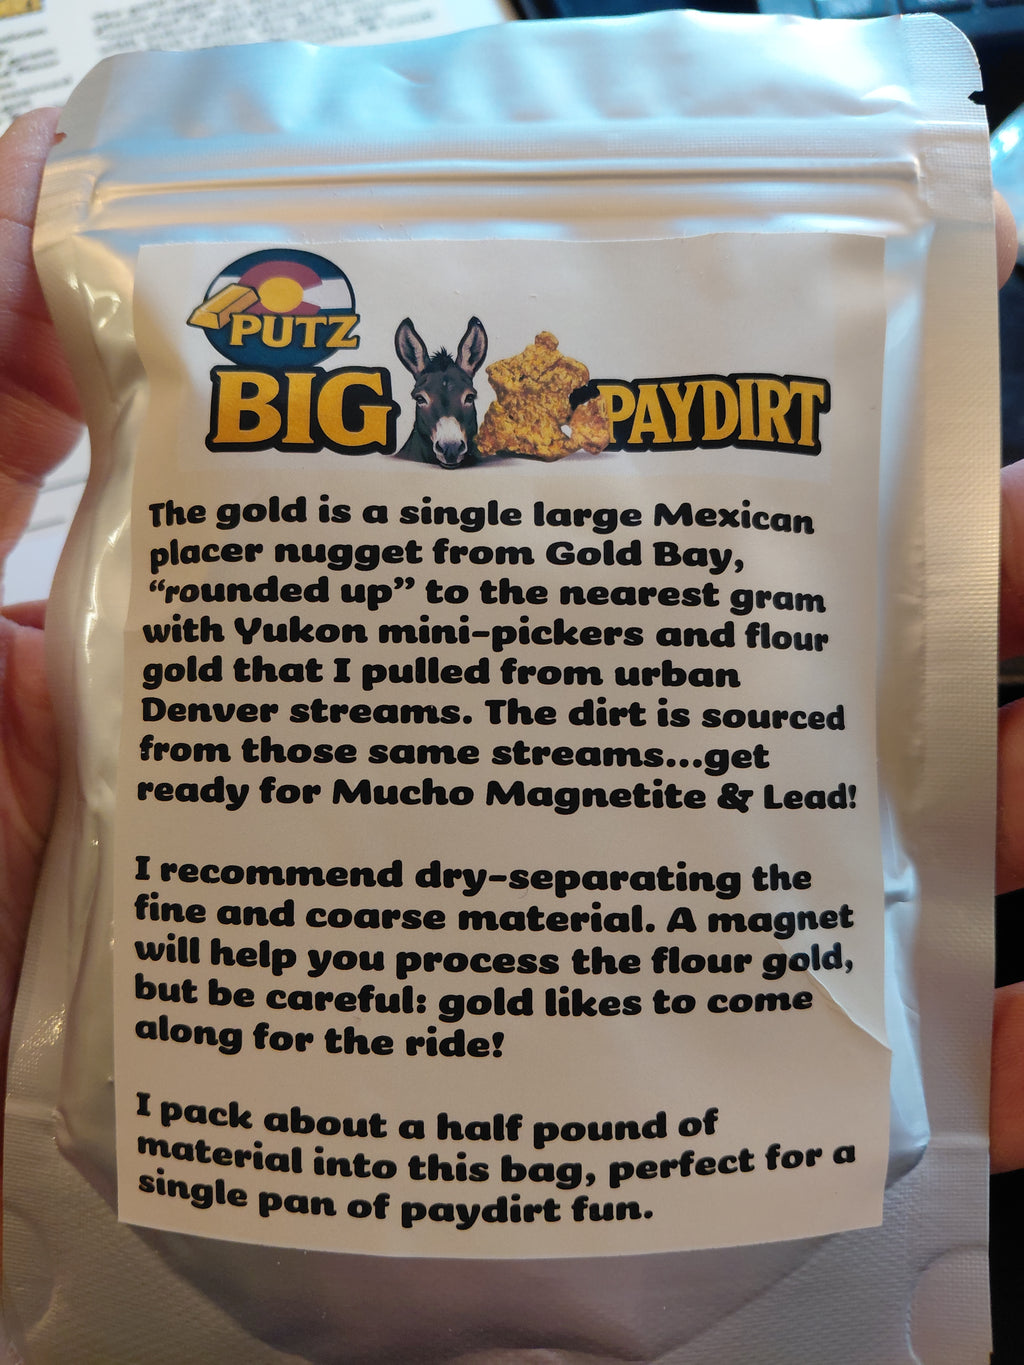 PUTZ
BIG PAYDIRT
The gold is a single large Mexican
placer nugget from Gold Bay,
“rounded up” to the nearest gram
with Yukon mini-pickers and flour
gold that I pulled from urban
Denver streams. The dirt is sourced
from those same streams...get
ready for Mucho Magnetite & Lead!
I recommend dry-separating the
fine and coarse material. A magnet
will help you process the flour gold,
but be careful: gold likes to come
along for the ride!
I pack about a half pound of
material into this bag, perfect for a
single pan of paydirt fun.